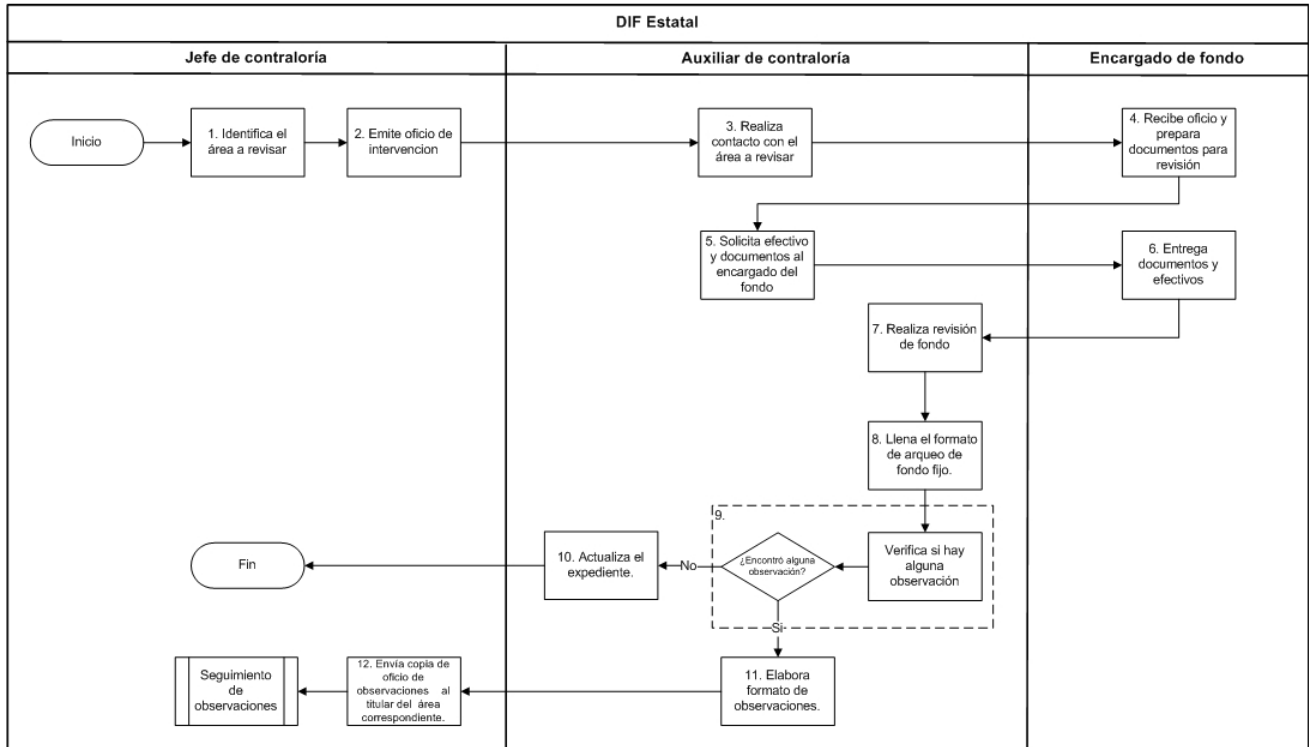 DIF Estatal
Jefe de contraloría
Auxiliar de contraloría
Encargado de fondo
Inicio
1. Identifica el
área a revisar
2. Emite oficio de
intervencion
3. Realiza
contacto con el
área a revisar
4. Recibe oficio y
prepara
documentos para
revisión
5. Solicita efectivo
y documentos al
encargado del
fondo
6. Entrega
documentos y
efectivos
7. Realiza revisión
de fondo
8. Llena el formato
de arqueo de
fondo fijo.
9.
Verifica si hay
alguna
observación
¿Encontró alguna
observación?
No
10. Actualiza el
expediente.
Fin
Si
11. Elabora
formato de
observaciones.
12. Envía copia de
oficio de
observaciones al
titular del área
correspondiente.
Seguimiento
de
observaciones